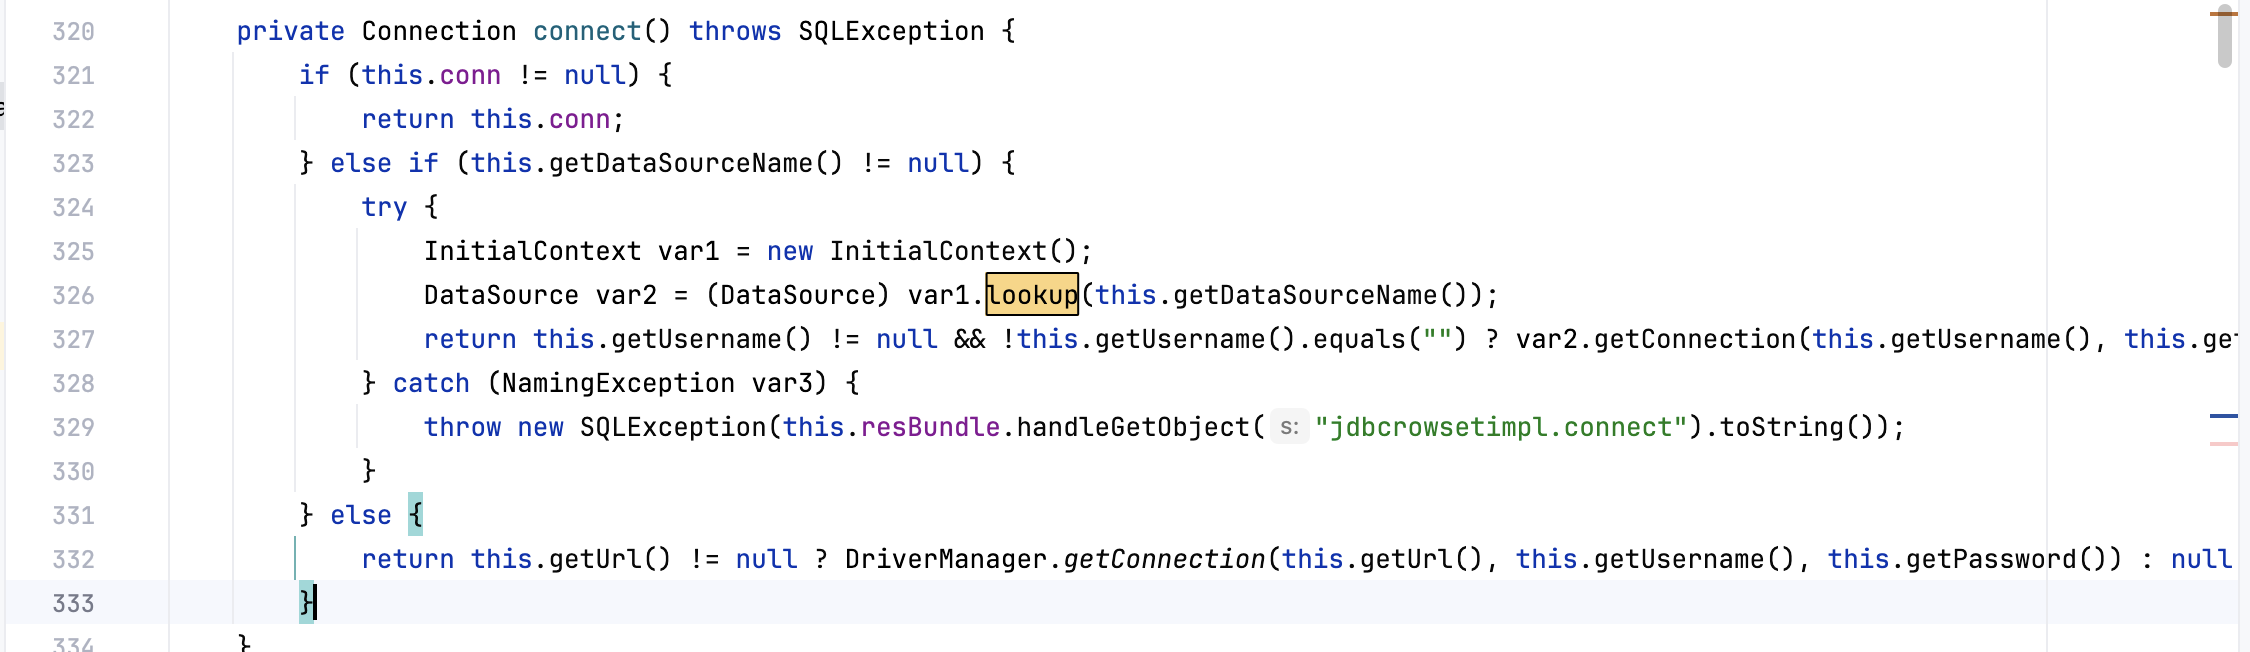 320 private Connection connect() throws SQLException {
321 if (this.conn != null) {
322 return this.conn;
323 } else if (this.getDataSourceName() != null) {
324 try {
325 InitialContext var1 = new InitialContext();
326 DataSource var2 = (DataSource) var1.lookup(this.getDataSourceName());
327 return this.getUsername() != null && !this.getUsername().equals("") ? var2.getConnection(this.getUsername(), this.get
328 } catch (NamingException var3) {
329 throw new SQLException(this.resBundle.handleGetObject( s: "jdbcrowsetimpl.connect").toString());
330 }
331 } else {
332 return this.getUrl() != null ? DriverManager.getConnection(this.getUrl(), this.getUsername(), this.getPassword()) : null
333 }
334 }